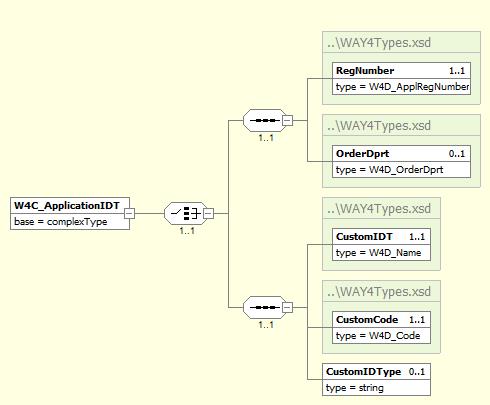 ..\WAY4Types.xsd
RegNumber 1..1
type = W4D_ApplRegNumber
1..1
..\WAY4Types.xsd
OrderDprt 0..1
type = W4D_OrderDprt
W4C_ApplicationIDT
base = complexType
1..1
..\WAY4Types.xsd
CustomIDT 1..1
type = W4D_Name
1..1
..\WAY4Types.xsd
CustomCode 1..1
type = W4D_Code
CustomIDType 0..1
type = string